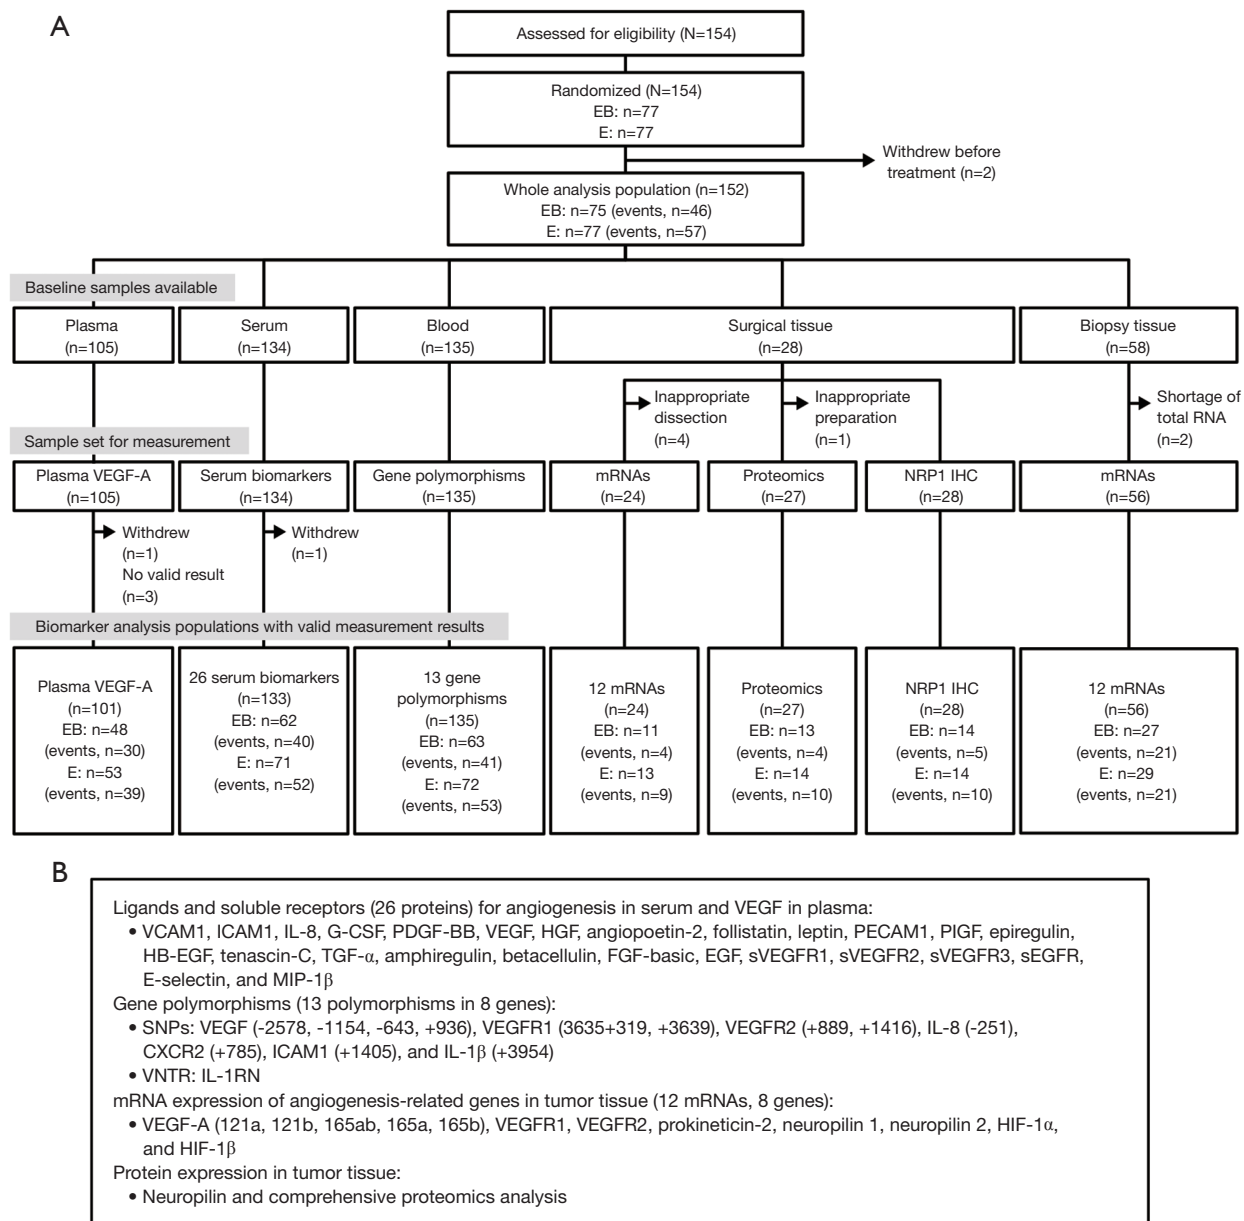 A
Assessed for eligibility (N=154)
Randomized (N=154)
EB: n=77
E: n=77
Withdrew before
treatment (n=2)
Whole analysis population (n=152)
EB: n=75 (events, n=46)
E: n=77 (events, n=57)
Baseline samples available
Plasma
(n=105)
Serum
(n=134)
Blood
(n=135)
Surgical tissue
(n=28)
Biopsy tissue
(n=58)
Inappropriate
dissection
(n=4)
Inappropriate
preparation
(n=1)
Shortage of
total RNA
(n=2)
Sample set for measurement
Plasma VEGF-A
(n=105)
Serum biomarkers
(n=134)
Gene polymorphisms
(n=135)
mRNAs
(n=24)
Proteomics
(n=27)
NRP1 IHC
(n=28)
mRNAs
(n=56)
Withdrew
(n=1)
No valid result
(n=3)
Withdrew
(n=1)
Biomarker analysis populations with valid measurement results
Plasma VEGF-A
(n=101)
EB: n=48
(events, n=30)
E: n=53
(events, n=39)
26 serum biomarkers
(n=133)
EB: n=62
(events, n=40)
E: n=71
(events, n=52)
13 gene
polymorphisms
(n=135)
EB: n=63
(events, n=41)
E: n=72
(events, n=53)
12 mRNAs
(n=24)
EB: n=11
(events, n=4)
E: n=13
(events, n=9)
Proteomics
(n=27)
EB: n=13
(events, n=4)
E: n=14
(events, n=10)
NRP1 IHC
(n=28)
EB: n=14
(events, n=5)
E: n=14
(events, n=10)
12 mRNAs
(n=56)
EB: n=27
(events, n=21)
E: n=29
(events, n=21)
B
Ligands and soluble receptors (26 proteins) for angiogenesis in serum and VEGF in plasma:
• VCAM1, ICAM1, IL-8, G-CSF, PDGF-BB, VEGF, HGF, angiopoetin-2, follistatin, leptin, PECAM1, PIGF, epiregulin,
HB-EGF, tenascin-C, TGF-α, amphiregulin, betacellulin, FGF-basic, EGF, sVEGFR1, sVEGFR2, sVEGFR3, sEGFR,
E-selectin, and MIP-1β
Gene polymorphisms (13 polymorphisms in 8 genes):
• SNPs: VEGF (-2578, -1154, -643, +936), VEGFR1 (3635+319, +3639), VEGFR2 (+889, +1416), IL-8 (-251),
CXCR2 (+785), ICAM1 (+1405), and IL-1β (+3954)
• VNTR: IL-1RN
mRNA expression of angiogenesis-related genes in tumor tissue (12 mRNAs, 8 genes):
• VEGF-A (121a, 121b, 165ab, 165a, 165b), VEGFR1, VEGFR2, prokineticin-2, neuropilin 1, neuropilin 2, HIF-1α,
and HIF-1β
Protein expression in tumor tissue:
• Neuropilin and comprehensive proteomics analysis